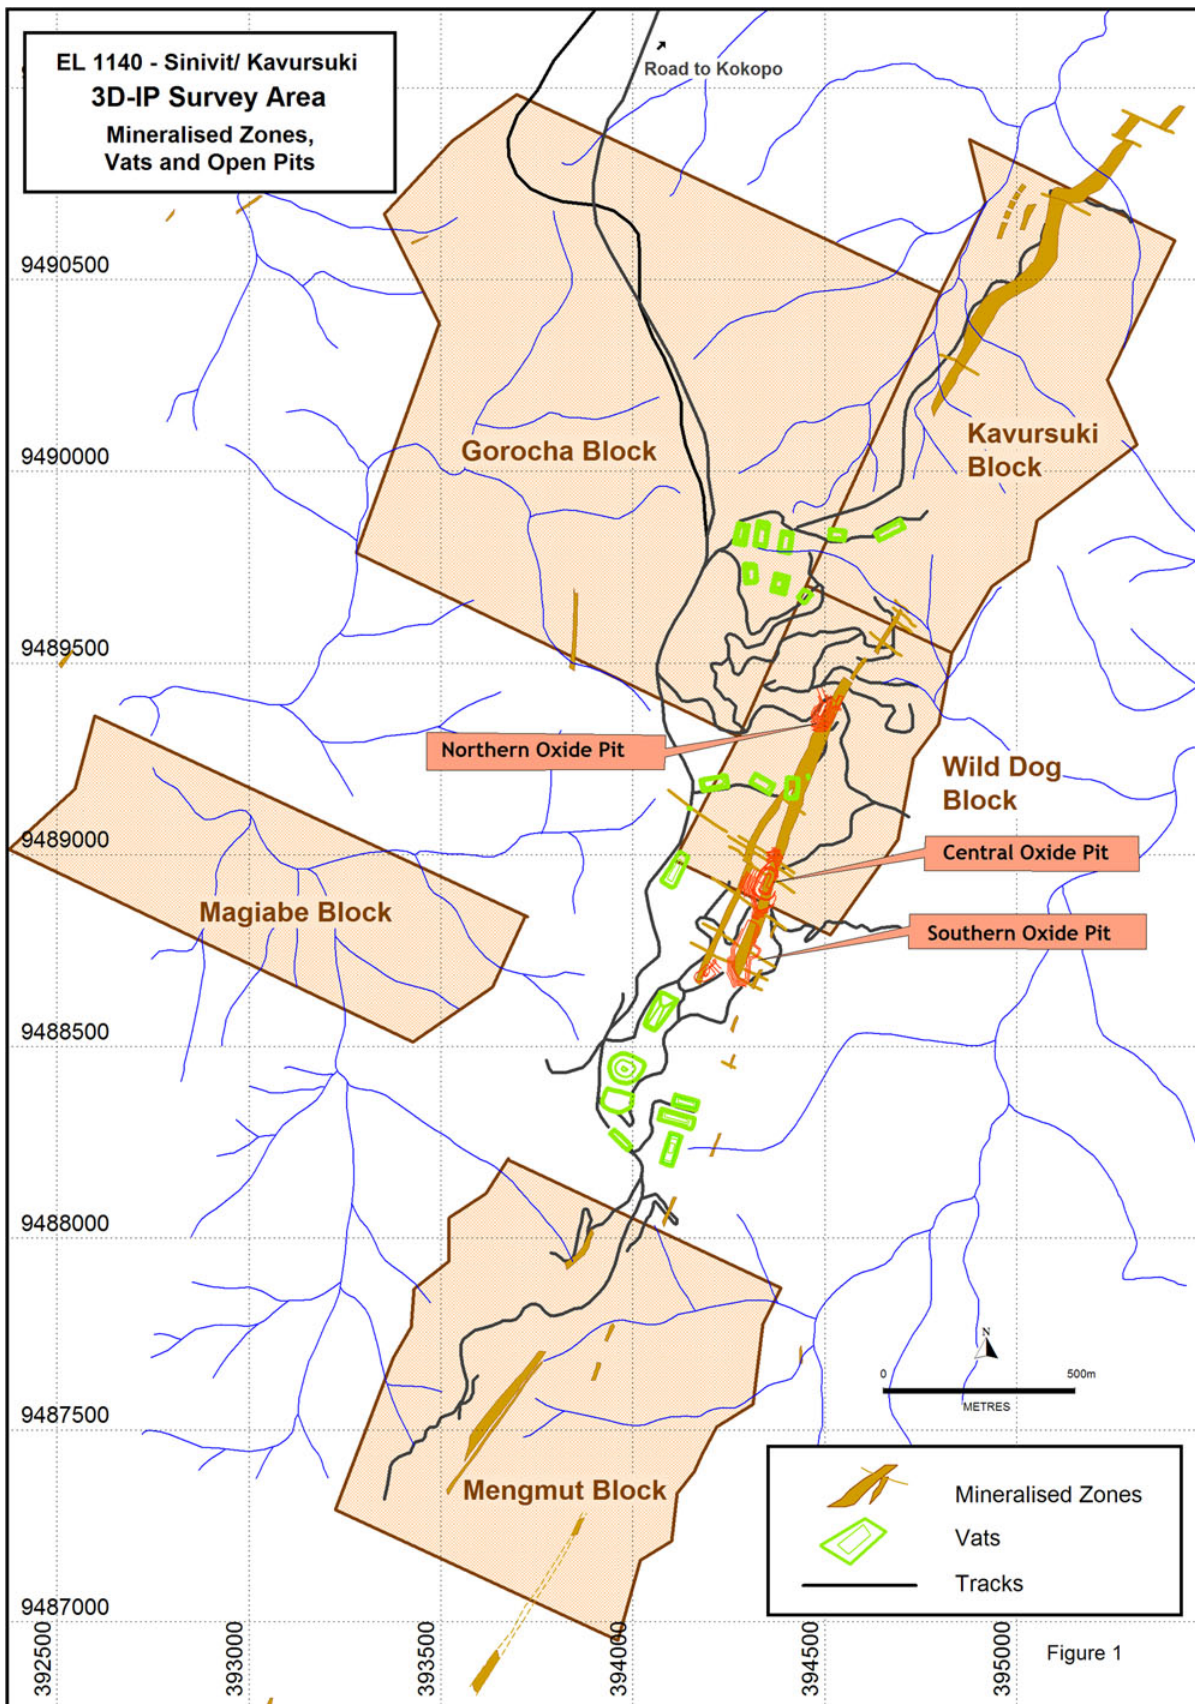 EL 1140 - Sinivit/ Kavursuki
3D-IP Survey Area
Mineralised Zones,
Vats and Open Pits
Road to Kokopo
9490500
Gorocha Block
Kavursuki
Block
9490000
9489500
Northern Oxide Pit
Wild Dog
Block
9489000
Central Oxide Pit
Magiabe Block
Southern Oxide Pit
9488500
9488000
N
0
500m
METRES
9487500
Mengmut Block
Mineralised Zones
Vats
Tracks
9487000
392500
393000
393500
394000
394500
395000
Figure 1